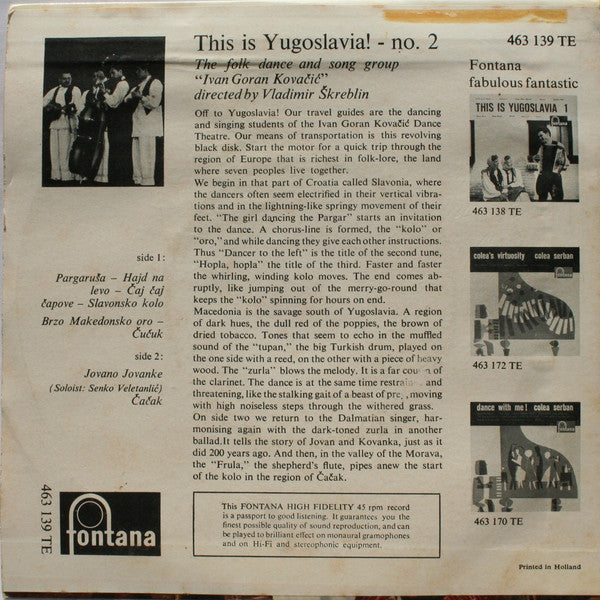 This is Yugoslavia! - no. 2
463 139 TE
The folk dance and song group
"Ivan Goran Kovačić"
directed by Vladimir Škreblin
Off to Yugoslavia! Our travel guides are the dancing
and singing students of the Ivan Goran Kovačić Dance
Theatre. Our means of transportation is this revolving
black disk. Start the motor for a quick trip through the
region of Europe that is richest in folk-lore, the land
where seven peoples live together.
We begin in that part of Croatia called Slavonia, where
the dancers often seem electrified in their vertical vibra-
tions and in the lightning-like springy movement of their
feet. "The girl dancing the Pargar" starts an invitation
to the dance. A chorus-line is formed, the "kolo" or
"oro," and while dancing they give each other instructions.
Thus "Dancer to the left" is the title of the second tune,
"Hopla, hopla" the title of the third. Faster and faster
the whirling, winding kolo moves. The end comes ab-
ruptly, like jumping out of the merry-go-round that
keeps the "kolo" spinning for hours on end.
Macedonia is the savage south of Yugoslavia. A region
of dark hues, the dull red of the poppies, the brown of
dried tobacco. Tones that seem to echo in the muffled
sound of the "tupan," the big Turkish drum, played on
the one side with a reed, on the other with a piece of heavy
wood. The "zurla" blows the melody. It is a far of
the clarinet. The dance is at the same time and
threatening, like the stalking gait of a beast of moving
with high noiseless steps through the withered grass.
On side two we return to the Dalmatian singer, har-
monising again with the dark-toned zurla in another
ballad.It tells the story of Jovan and Kovanka, just as it
did 200 years ago. And then, in the valley of the Morava,
the "Frula," the shepherd's flute, pipes anew the start
of the kolo in the region of Čačak.
side 1:
Pargaruša – Hajd na
levo – Čaj čaj
čapove – Slavonsko kolo
Brzo Makedonsko oro –
Čučuk
side 2:
Jovano Jovanke
(Soloist: Senko Veletanlić)
Čačak
463 139 TE
fontana
This FONTANA HIGH FIDELITY 45 rpm record
is a passport to good listening. It guarantees you the
finest possible quality of sound reproduction, and can
be played to brilliant effect on monaural gramophones
and on Hi-Fi and stereophonic equipment.
Fontana
fabulous fantastic
THIS IS YUGOSLAVIA 1
463 138 TE
colea's virtuosity colea serban
fontana
463 172 TE
dance with me! colea serban
fontana
463 170 TE
Printed in Holland